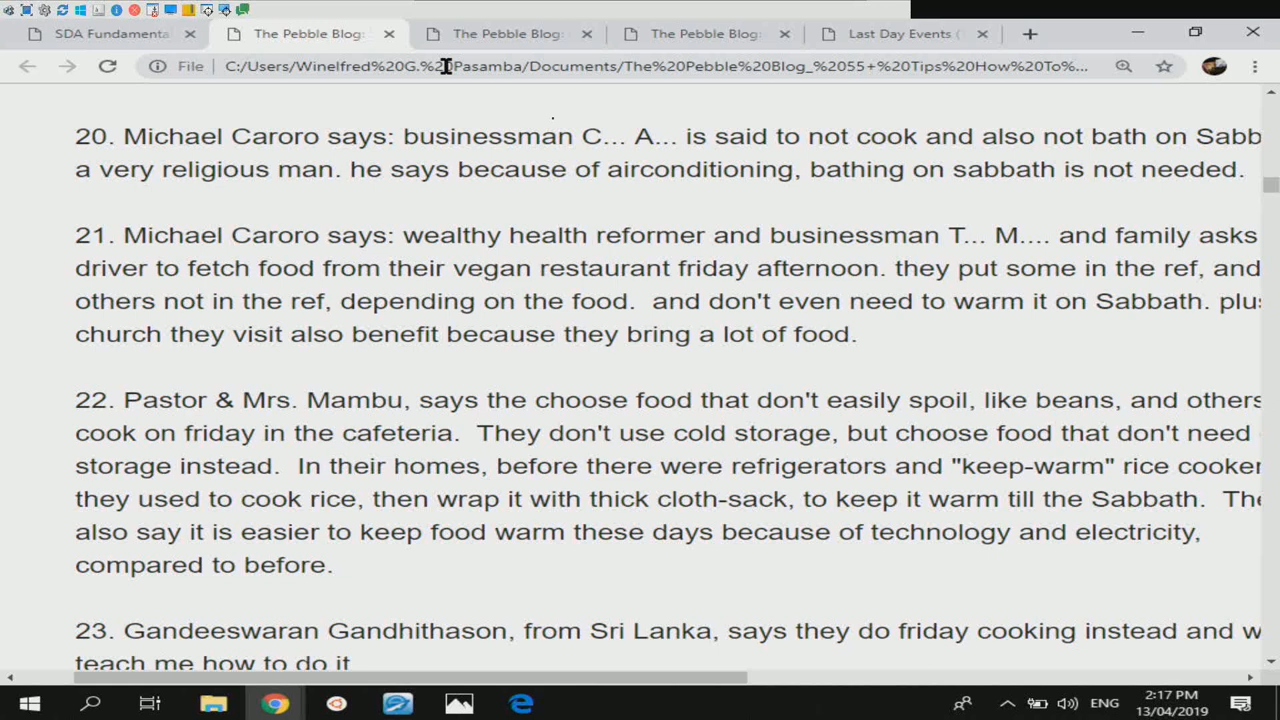 SDA Fundamenta
The Pebble Blog:
The Pebble Blog:
The Pebble Blog:
Last Day Events (
File
C:/Users/Winelfred%20G.%20Pasamba/Documents/The%20Pebble%20Blog_%2055+%20Tips%20How%20To%...
20. Michael Caroro says: businessman C... A... is said to not cook and also not bath on Sabb
a very religious man. he says because of airconditioning, bathing on sabbath is not needed.
21. Michael Caroro says: wealthy health reformer and businessman T... M.... and family asks
driver to fetch food from their vegan restaurant friday afternoon. they put some in the ref, and
others not in the ref, depending on the food.  and don't even need to warm it on Sabbath. plu
church they visit also benefit because they bring a lot of food.
22. Pastor & Mrs. Mambu, says the choose food that don't easily spoil, like beans, and others
cook on friday in the cafeteria.  They don't use cold storage, but choose food that don't need
storage instead.  In their homes, before there were refrigerators and "keep-warm" rice cooker
they used to cook rice, then wrap it with thick cloth-sack, to keep it warm till the Sabbath.  The
also say it is easier to keep food warm these days because of technology and electricity,
compared to before.
23. Gandeeswaran Gandhithason, from Sri Lanka, says they do friday cooking instead and w
teach me how to do it
ENG
2:17 PM
13/04/2019